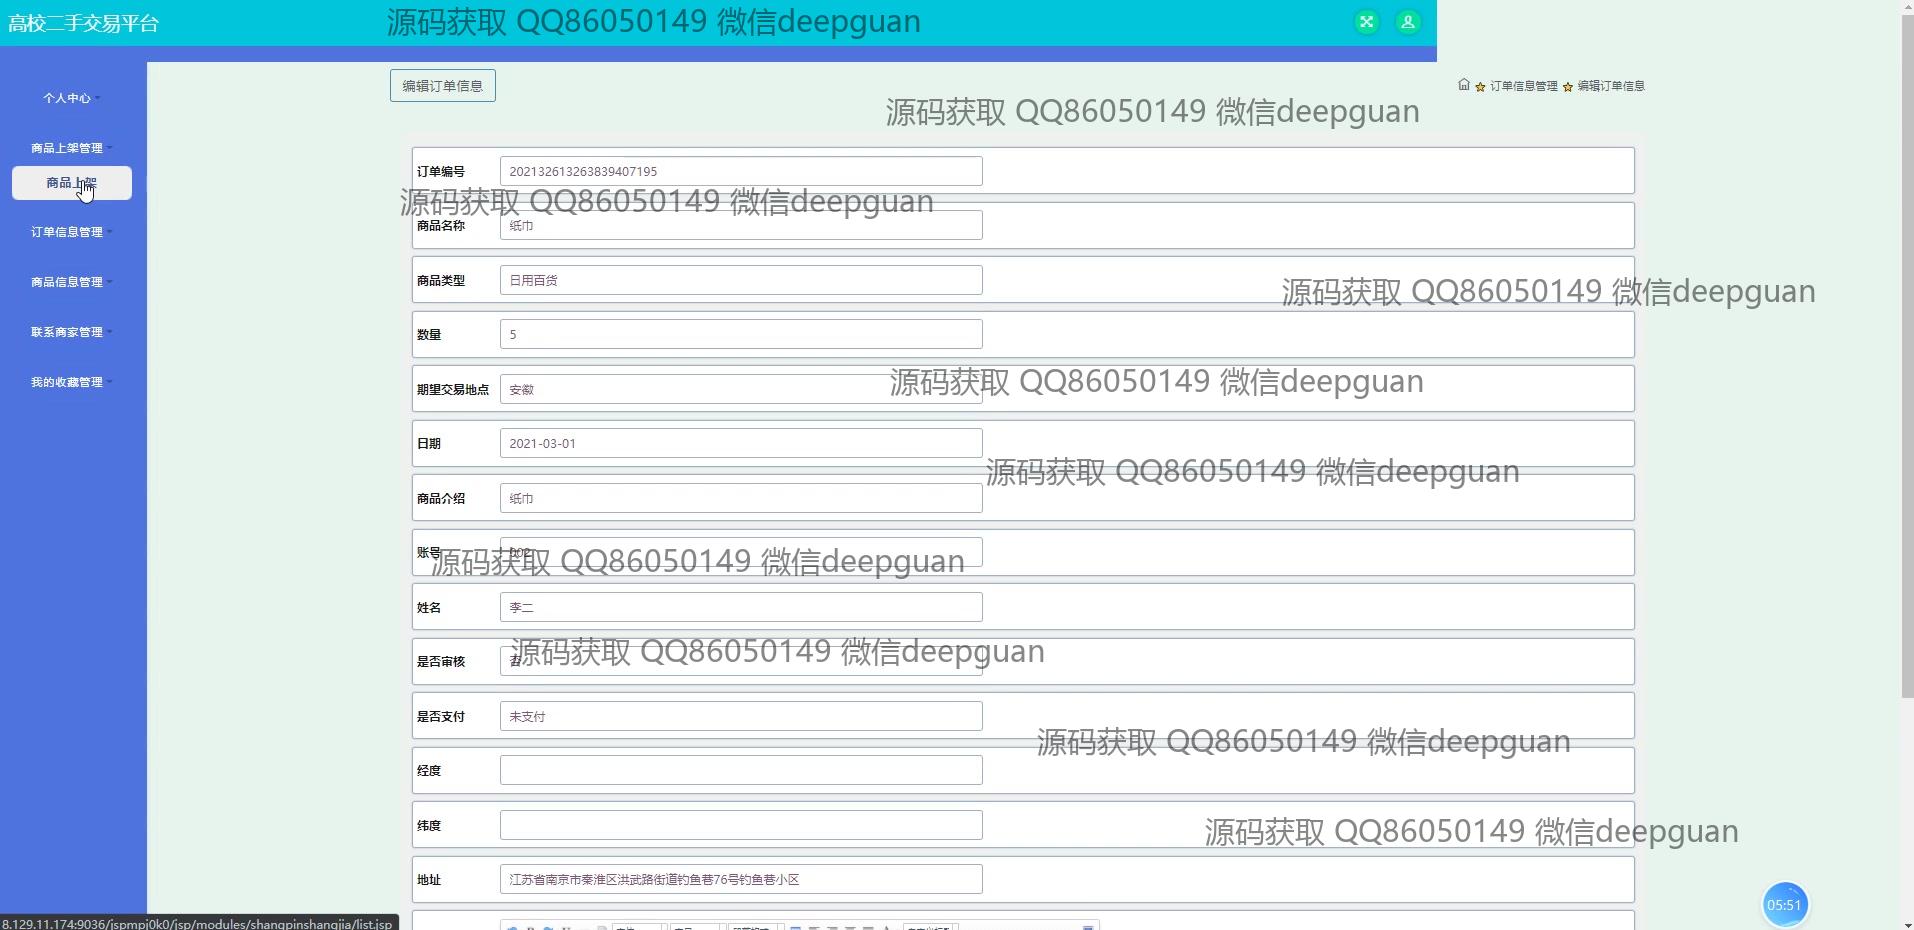 高校二手交易平台
源码获取 QQ86050149 微信deepguan
编辑订单信息
订单信息管理 编辑订单信息
源码获取 QQ86050149 微信deepguan
个人中心
商品上架管理
商品上架
订单信息管理
商品信息管理
联系商家管理
我的收藏管理
订单编号 202132613263839407195
源码获取 QQ86050149 微信deepguan
商品名称 纸巾
商品类型 日用百货
源码获取 QQ86050149 微信deepguan
数量 5
期望交易地点 安徽
源码获取 QQ86050149 微信deepguan
日期 2021-03-01
源码获取 QQ86050149 微信deepguan
商品介绍 纸巾
账号
源码获取 QQ86050149 微信deepguan
姓名 李二
是否审核
源码获取 QQ86050149 微信deepguan
是否支付 未支付
源码获取 QQ86050149 微信deepguan
经度
纬度
源码获取 QQ86050149 微信deepguan
地址 江苏省南京市秦淮区洪武路街道钓鱼巷76号钓鱼巷小区
05:51
8.129.11.174:9036/jspmpj0k0/jsp/modules/shangpinshangjia/list.jsp